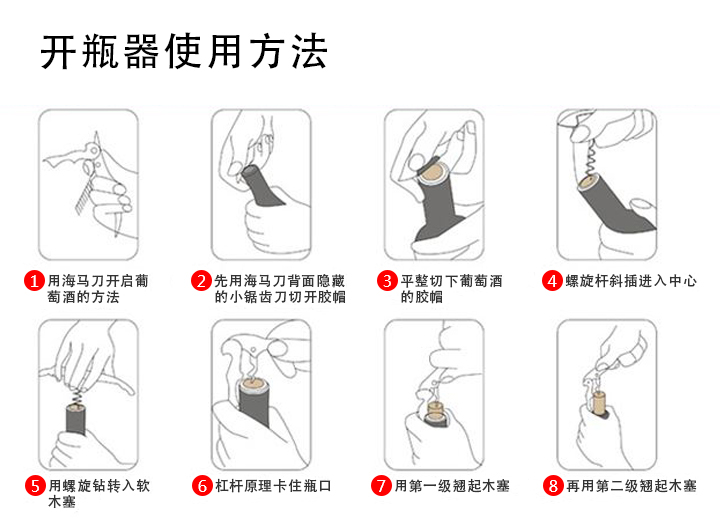 开瓶器使用方法
1 用海马刀开启葡
萄酒的方法
2 先用海马刀背面隐藏
的小锯齿刀切开胶帽
3 平整切下葡萄酒
的胶帽
4 螺旋杆斜插进入中心
5 用螺旋钻转入软
木塞
6 杠杆原理卡住瓶口
7 用第一级翘起木塞
8 再用第二级翘起木塞